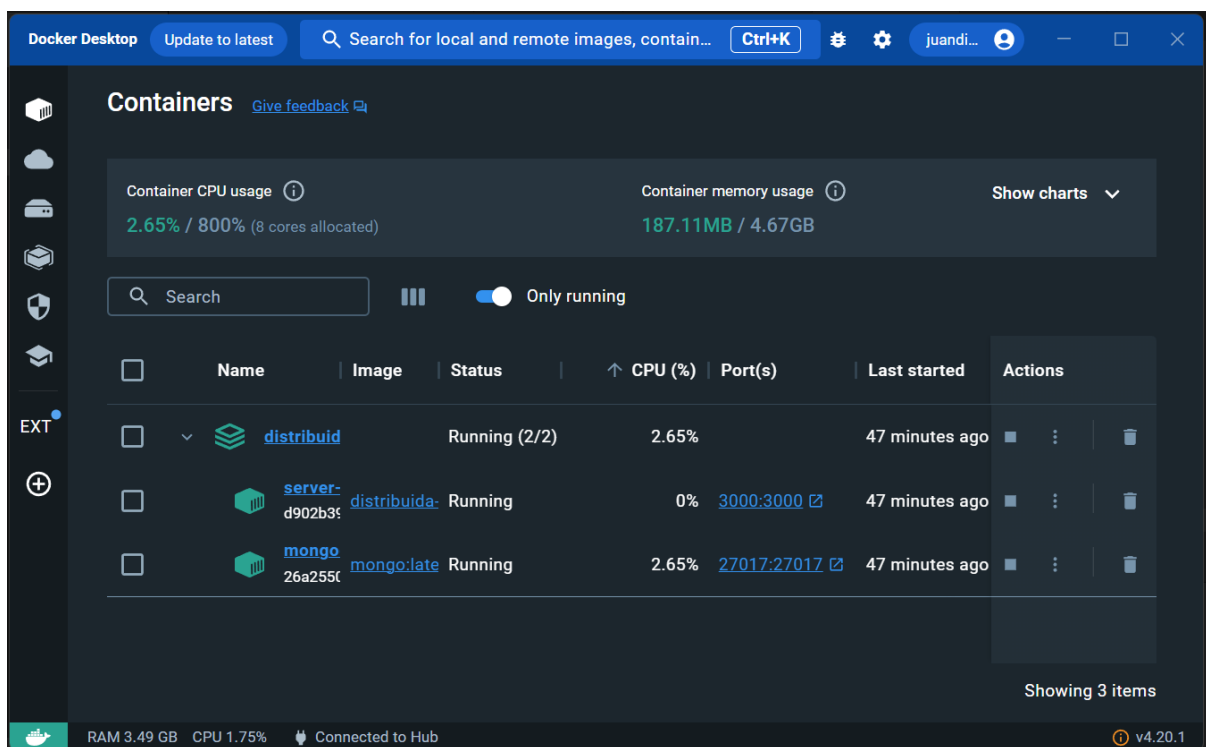 Docker Desktop Update to latest Search for local and remote images, contain... Ctrl+K juandi...
Containers Give feedback
Container CPU usage Container memory usage Show charts
2.65% / 800% (8 cores allocated) 187.11MB / 4.67GB
Search Only running
Name Image Status CPU (%) Port(s) Last started Actions
EXT distribuid Running (2/2) 2.65% 47 minutes ago
server-
distribuida- Running 0% 3000:3000 47 minutes ago
d902b39
mongo
mongo:late Running 2.65% 27017:27017 47 minutes ago
26a2550
Showing 3 items
RAM 3.49 GB CPU 1.75% Connected to Hub v4.20.1